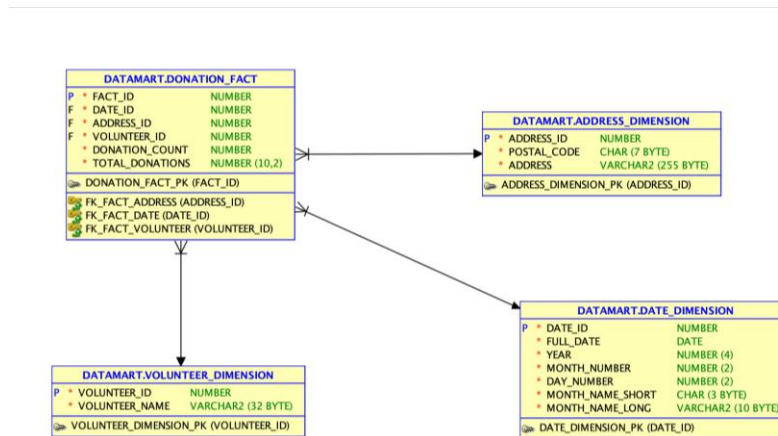 DATAMART.DONATION_FACT
P * FACT_ID NUMBER
F * DATE_ID NUMBER
F * ADDRESS_ID NUMBER
F * VOLUNTEER_ID NUMBER
* DONATION_COUNT NUMBER
* TOTAL_DONATIONS NUMBER (10,2)
DONATION_FACT_PK (FACT_ID)
FK_FACT_ADDRESS (ADDRESS_ID)
FK_FACT_DATE (DATE_ID)
FK_FACT_VOLUNTEER (VOLUNTEER_ID)
DATAMART.ADDRESS_DIMENSION
P * ADDRESS_ID NUMBER
* POSTAL_CODE CHAR (7 BYTE)
* ADDRESS VARCHAR2 (255 BYTE)
ADDRESS_DIMENSION_PK (ADDRESS_ID)
DATAMART.VOLUNTEER_DIMENSION
P * VOLUNTEER_ID NUMBER
* VOLUNTEER_NAME VARCHAR2 (32 BYTE)
VOLUNTEER_DIMENSION_PK (VOLUNTEER_ID)
DATAMART.DATE_DIMENSION
P * DATE_ID NUMBER
* FULL_DATE DATE
* YEAR NUMBER (4)
* MONTH_NUMBER NUMBER (2)
* DAY_NUMBER NUMBER (2)
* MONTH_NAME_SHORT CHAR (3 BYTE)
* MONTH_NAME_LONG VARCHAR2 (10 BYTE)
DATE_DIMENSION_PK (DATE_ID)